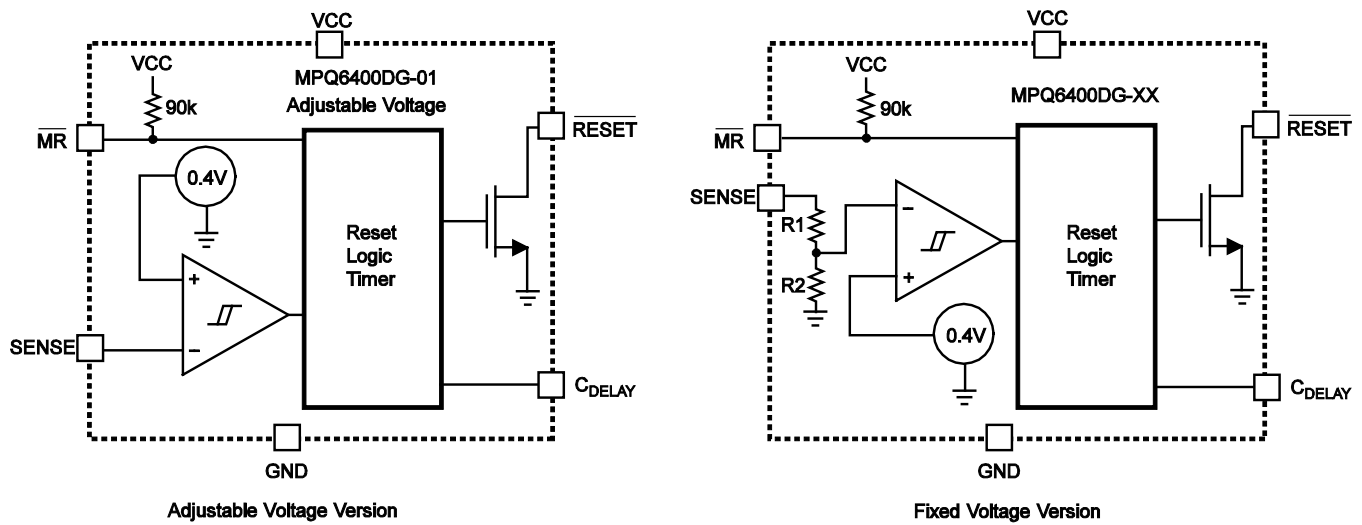 VCC
VCC
MPQ6400DG-01
Adjustable Voltage
90k
MR
RESET
0.4V
Reset
Logic
Timer
+
−
SENSE
CDELAY
GND
Adjustable Voltage Version
VCC
VCC
MPQ6400DG-XX
90k
MR
RESET
SENSE
R1
−
Reset
Logic
Timer
R2
+
0.4V
CDELAY
GND
Fixed Voltage Version